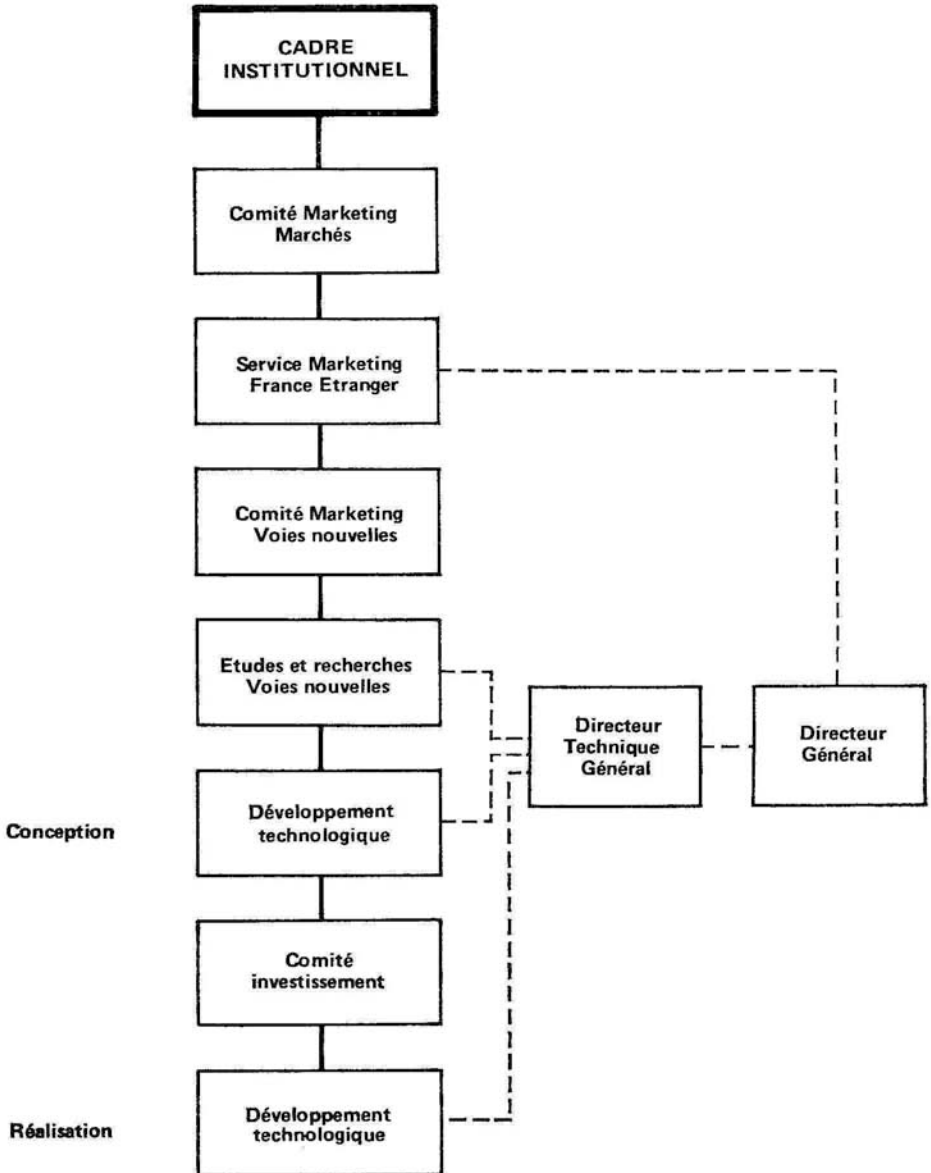 CADRE
INSTITUTIONNEL
Comité Marketing
Marchés
Service Marketing
France Etranger
Comité Marketing
Voies nouvelles
Etudes et recherches
Voies nouvelles
Directeur
Technique
Général
Directeur
Général
Conception
Développement
technologique
Comité
investissement
Réalisation
Développement
technologique